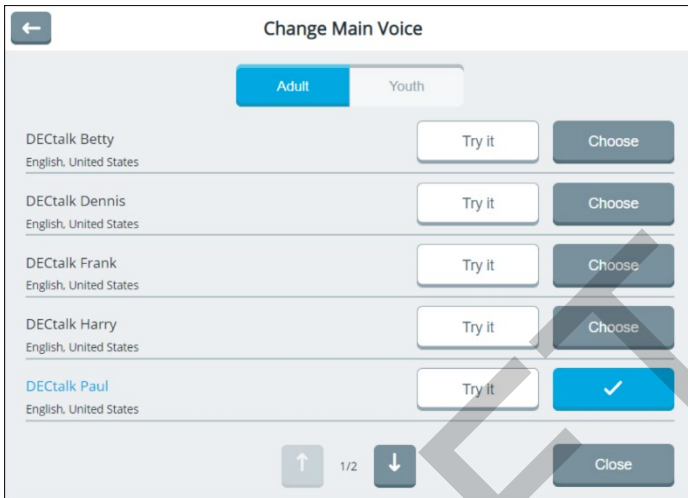 Change Main Voice
Adult Youth
DECtalk Betty Try it Choose
English, United States
DECtalk Dennis Try it Choose
English, United States
DECtalk Frank Try it Choose
English, United States
DECtalk Harry Try it Choose
English, United States
DECtalk Paul Try it
English, United States
1/2 Close